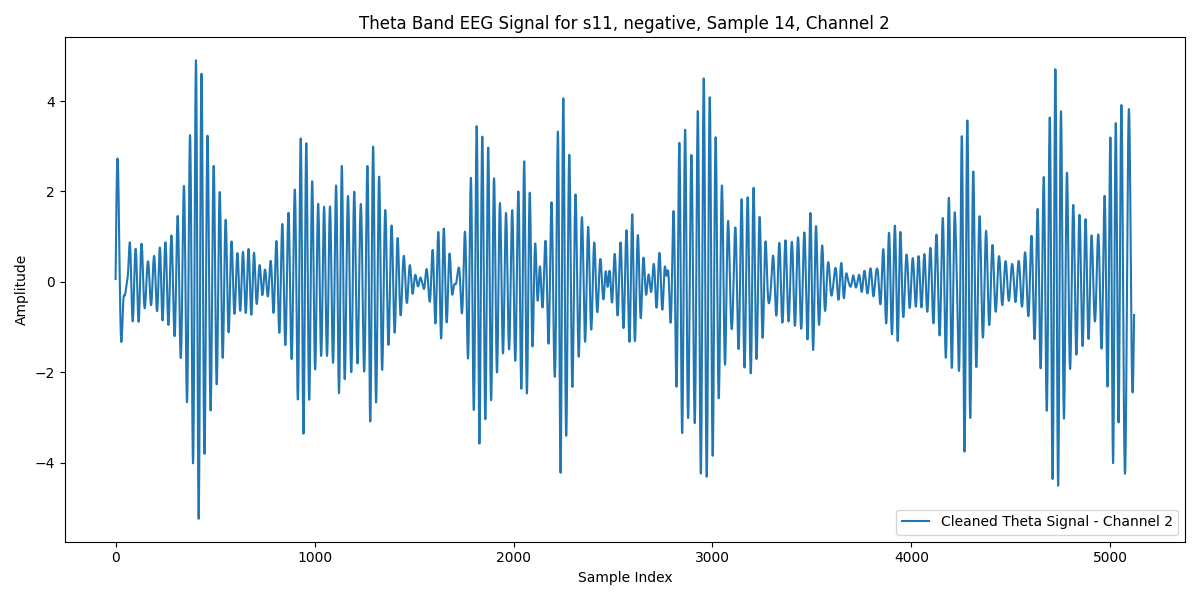 Theta Band EEG Signal for s11, negative, Sample 14, Channel 2
Amplitude
4
2
0
−2
−4
0
1000
2000
3000
4000
5000
Sample Index
Cleaned Theta Signal - Channel 2